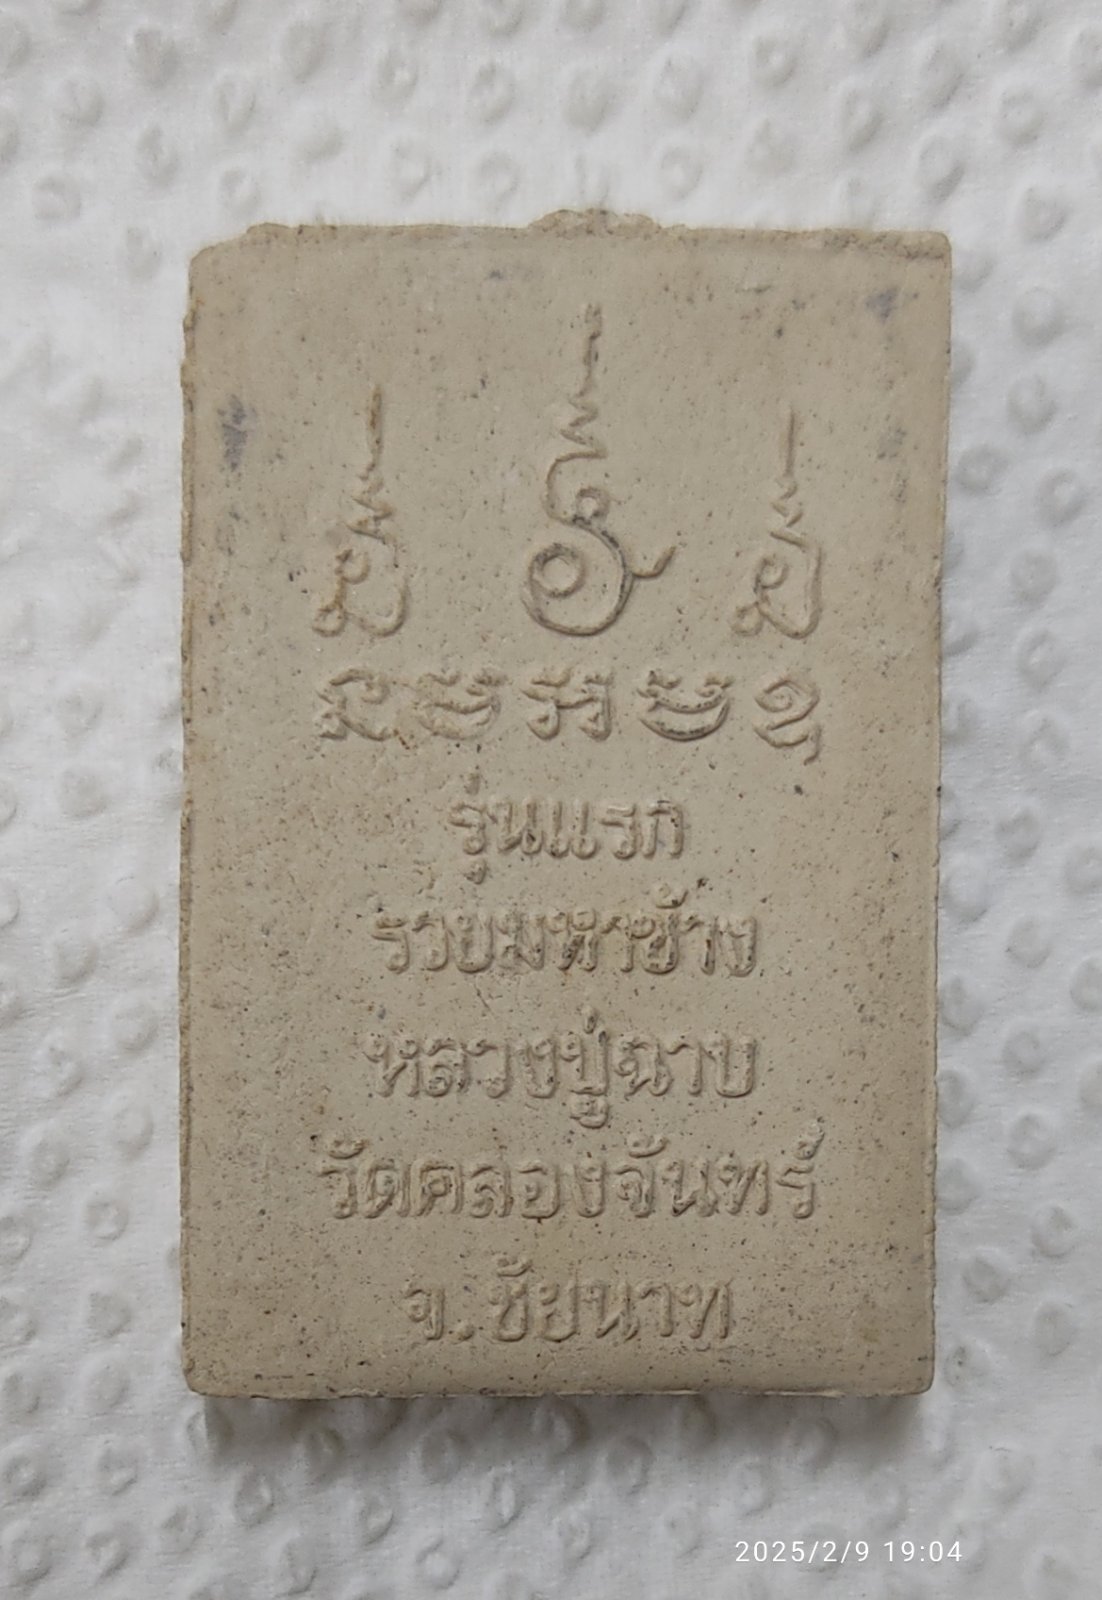 รุ่นแรก
รวยมหาช้าง
หลวงปู่ฉาบ
วัดคลองจันทร์
จ.ชัยนาท
2025/2/9 19:04